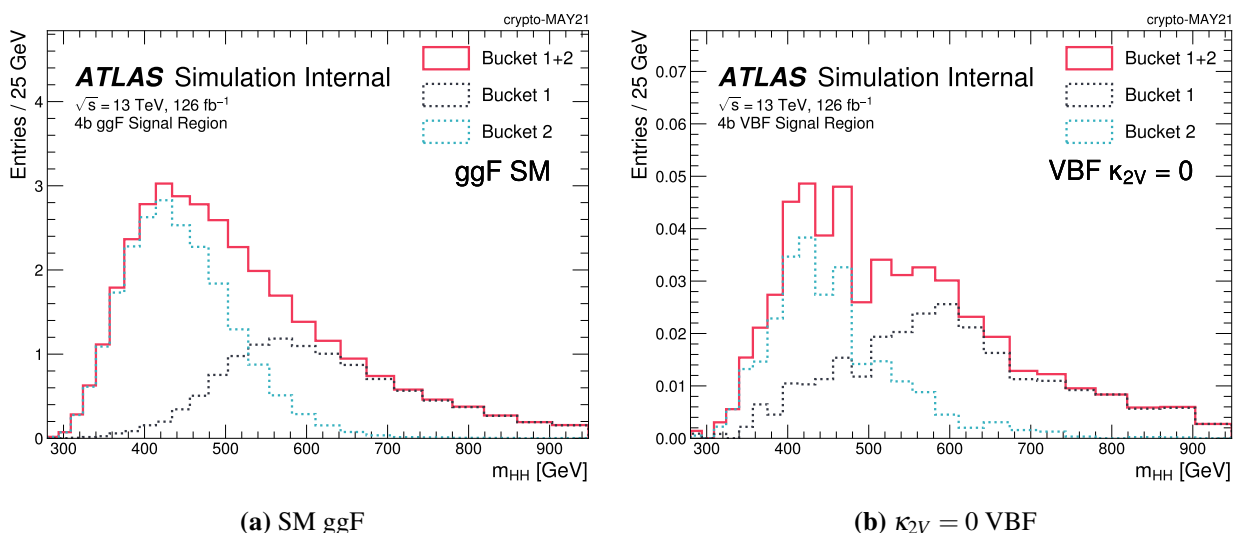 crypto-MAY21
Entries / 25 GeV
ATLAS Simulation Internal
√s = 13 TeV, 126 fb⁻¹
4b ggF Signal Region
Bucket 1+2
Bucket 1
Bucket 2
ggF SM
4
3
2
1
0
300 400 500 600 700 800 900
m_HH [GeV]
(a) SM ggF
crypto-MAY21
Entries / 25 GeV
ATLAS Simulation Internal
√s = 13 TeV, 126 fb⁻¹
4b VBF Signal Region
Bucket 1+2
Bucket 1
Bucket 2
VBF κ₂V = 0
0.07
0.06
0.05
0.04
0.03
0.02
0.01
0.00
300 400 500 600 700 800 900
m_HH [GeV]
(b) κ₂V = 0 VBF